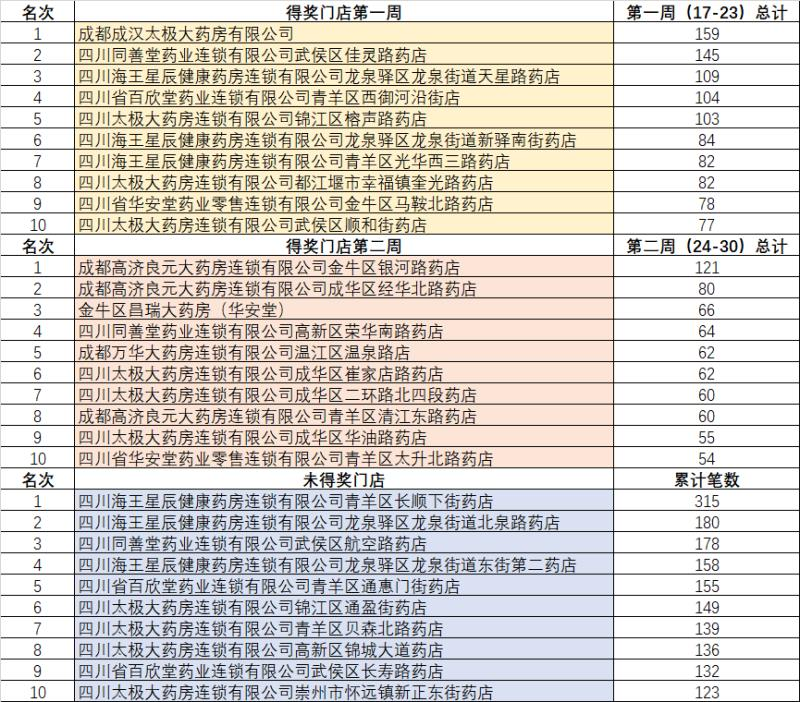 名次 得奖门店第一周 第一周（17-23）总计
1 成都成汉太极大药房有限公司 159
2 四川同善堂药业连锁有限公司武侯区佳灵路药店 145
3 四川海王星辰健康药房连锁有限公司龙泉驿区龙泉街道天星路药店 109
4 四川省百欣堂药业连锁有限公司青羊区西御河沿街药店 104
5 四川太极大药房连锁有限公司锦江区榕声路药店 103
6 四川海王星辰健康药房连锁有限公司龙泉驿区龙泉街道新驿南街药店 84
7 四川海王星辰健康药房连锁有限公司青羊区光华西三路药店 82
8 四川太极大药房连锁有限公司都江堰市幸福镇奎光路药店 82
9 四川省华安堂药业零售连锁有限公司金牛区马鞍北路药店 78
10 四川太极大药房连锁有限公司武侯区顺和街药店 77
名次 得奖门店第二周 第二周（24-30）总计
1 成都高济良元大药房连锁有限公司金牛区银河路药店 121
2 成都高济良元大药房连锁有限公司成华区经华北路药店 80
3 金牛区昌瑞大药房（华安堂） 66
4 四川同善堂药业连锁有限公司高新区荣华南路药店 64
5 成都万华大药房连锁有限公司温江区温泉路店 62
6 四川太极大药房连锁有限公司成华区崔家店路药店 62
7 四川太极大药房连锁有限公司成华区二环路北四段药店 60
8 成都高济良元大药房连锁有限公司青羊区清江东路药店 60
9 四川太极大药房连锁有限公司成华区华油路药店 55
10 四川省华安堂药业零售连锁有限公司青羊区太升北路药店 54
名次 未得奖门店 累计笔数
1 四川海王星辰健康药房连锁有限公司青羊区长顺下街药店 315
2 四川海王星辰健康药房连锁有限公司龙泉驿区龙泉街道北泉路药店 180
3 四川同善堂药业连锁有限公司武侯区航空路药店 178
4 四川海王星辰健康药房连锁有限公司龙泉驿区龙泉街道东街第二药店 158
5 四川省百欣堂药业连锁有限公司青羊区通惠门街药店 155
6 四川太极大药房连锁有限公司锦江区通盈街药店 149
7 四川太极大药房连锁有限公司青羊区贝森北路药店 139
8 四川太极大药房连锁有限公司高新区锦城大道药店 136
9 四川省百欣堂药业连锁有限公司武侯区长寿路药店 132
10 四川太极大药房连锁有限公司崇州市怀远镇新正东街药店 123